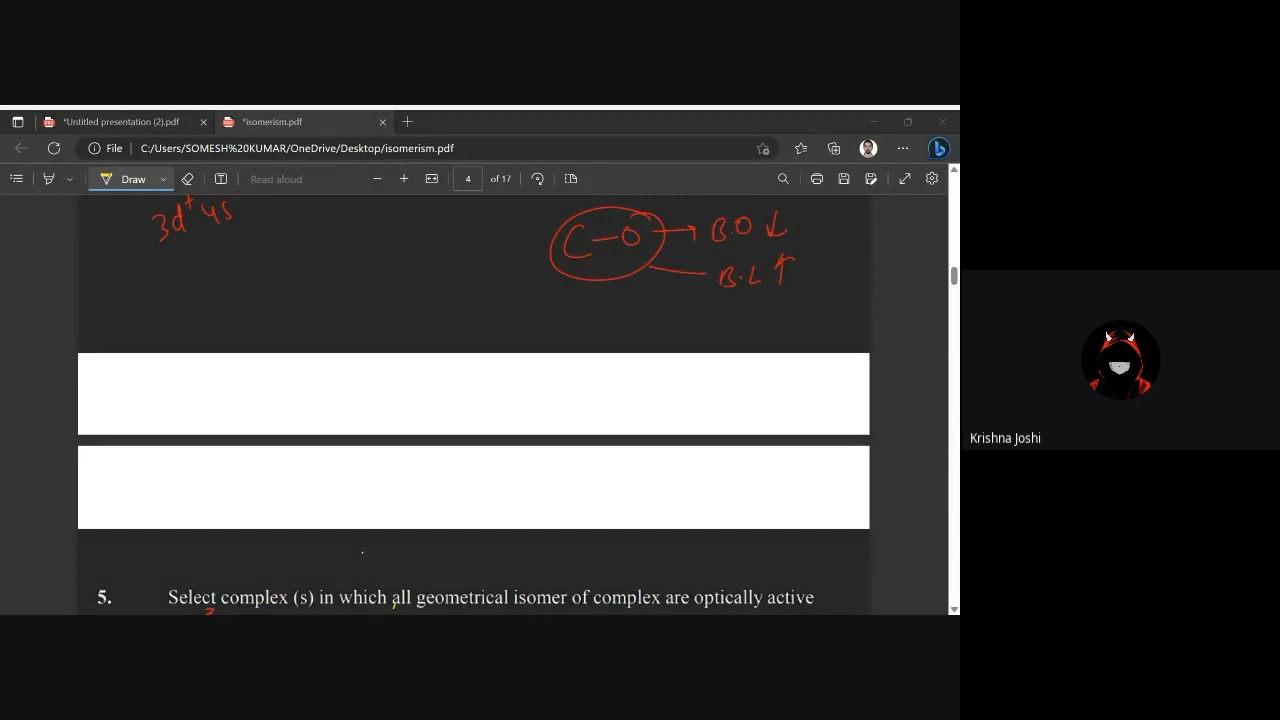 *Untitled presentation (2).pdf
*isomerism.pdf
File
C:/Users/SOMESH%20KUMAR/OneDrive/Desktop/isomerism.pdf
Draw
Read aloud
4
of 17
3d⁺ 4s
C—O → B.O ↓
B.L ↑
5. Select complex (s) in which all geometrical isomer of complex are optically active
Krishna Joshi